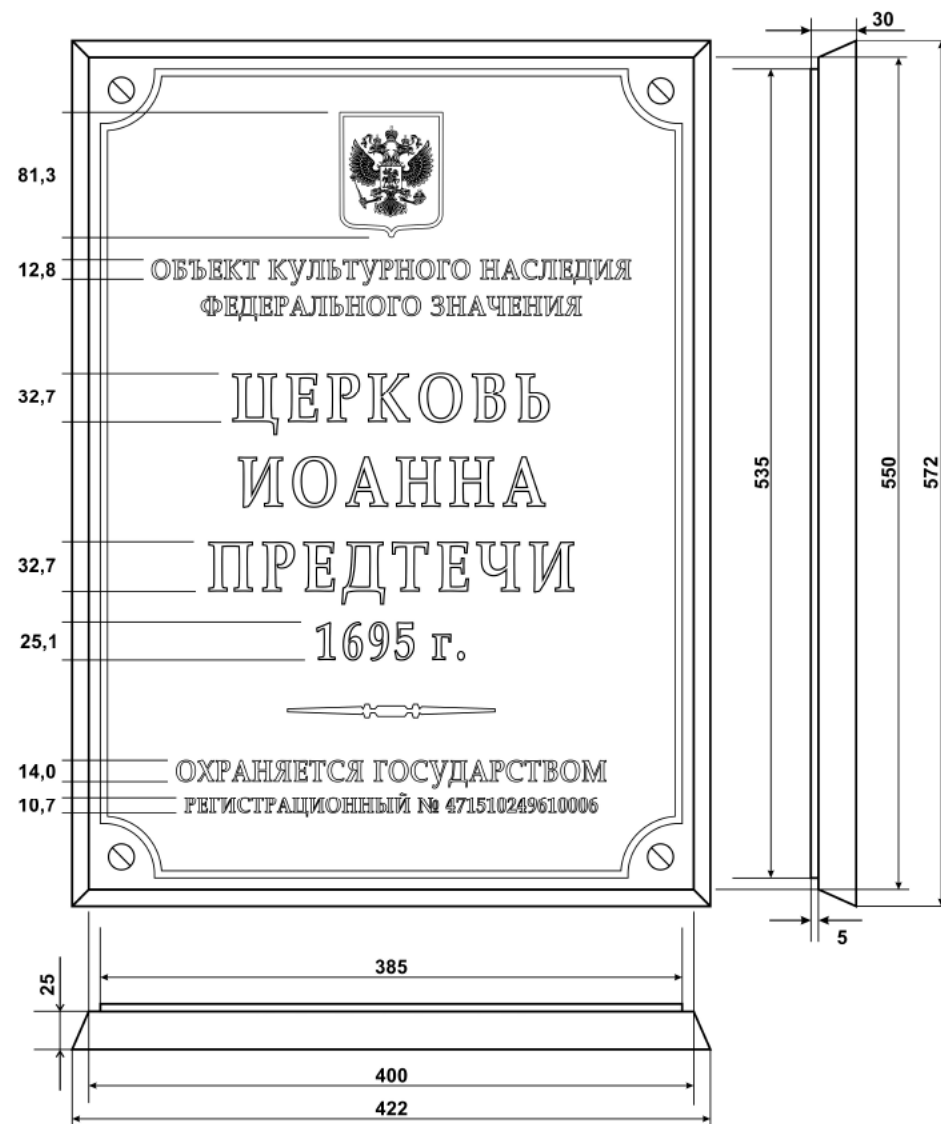 30
81,3
12,8
ОБЪЕКТ КУЛЬТУРНОГО НАСЛЕДИЯ
ФЕДЕРАЛЬНОГО ЗНАЧЕНИЯ
32,7
ЦЕРКОВЬ
ИОАННА
535
550
572
32,7
ПРЕДТЕЧИ
25,1
1695 г.
14,0
ОХРАНЯЕТСЯ ГОСУДАРСТВОМ
10,7
РЕГИСТРАЦИОННЫЙ № 471510249610006
5
25
385
400
422